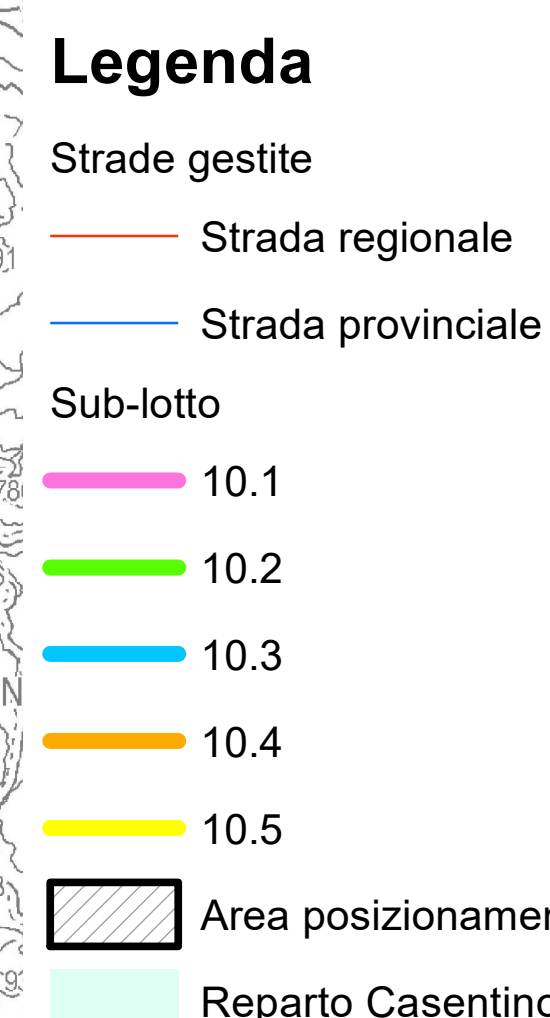 Legenda
Strade gestite
Strada regionale
Strada provinciale
Sub-lotto
10.1
10.2
10.3
10.4
10.5
Area
Reparto Casentino